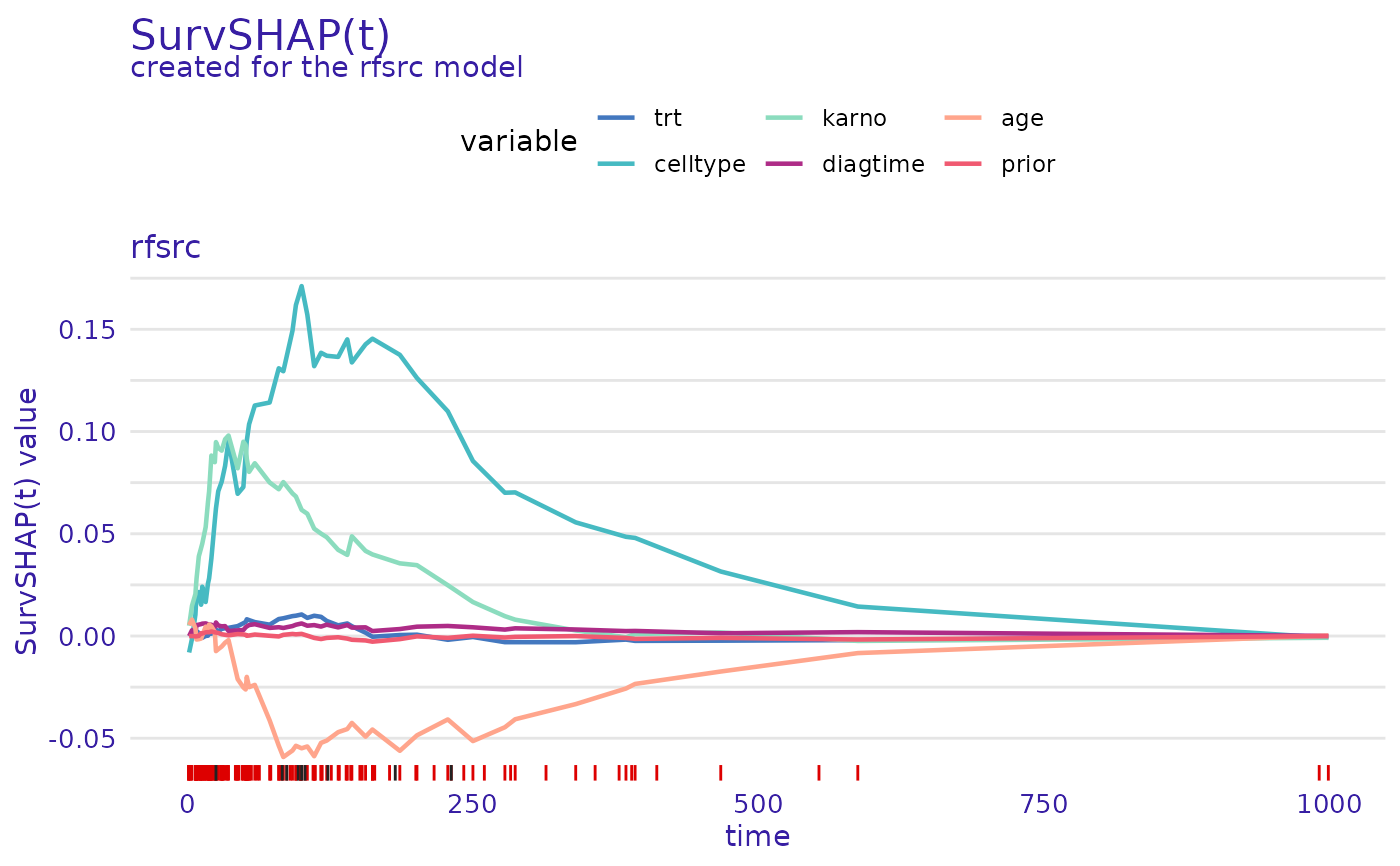 SurvSHAP(t)
created for the rfsrc model
variable
trt
karno
age
celltype
diagtime
prior
rfsrc
SurvSHAP(t) value
0.15
0.10
0.05
0.00
-0.05
0
250
500
750
1000
time